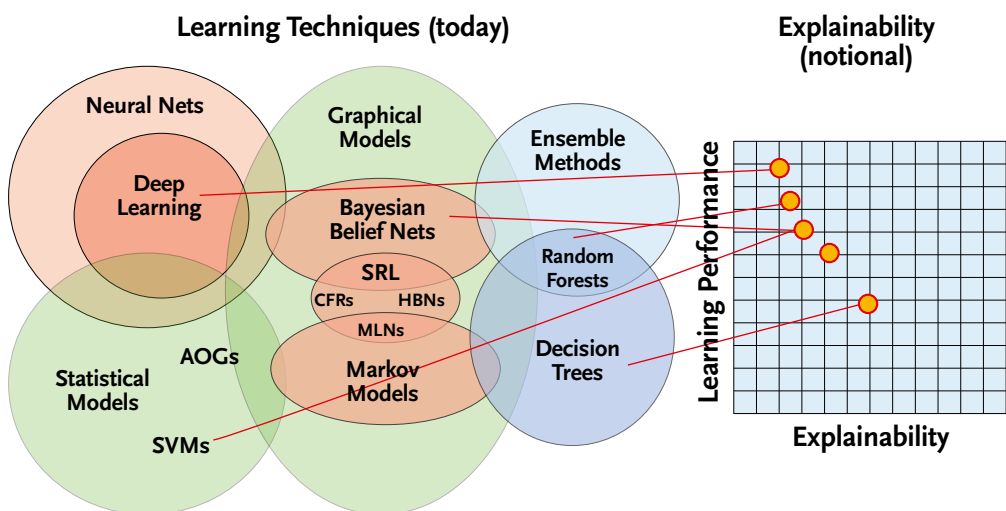 Learning Techniques (today)
Explainability
(notional)
Neural Nets
Graphical
Models
Ensemble
Methods
Deep
Learning
Bayesian
Belief Nets
SRL
CFRs
HBNs
MLNs
Random
Forests
AOGs
Markov
Models
Decision
Trees
Statistical
Models
SVMs
Learning Performance
Explainability